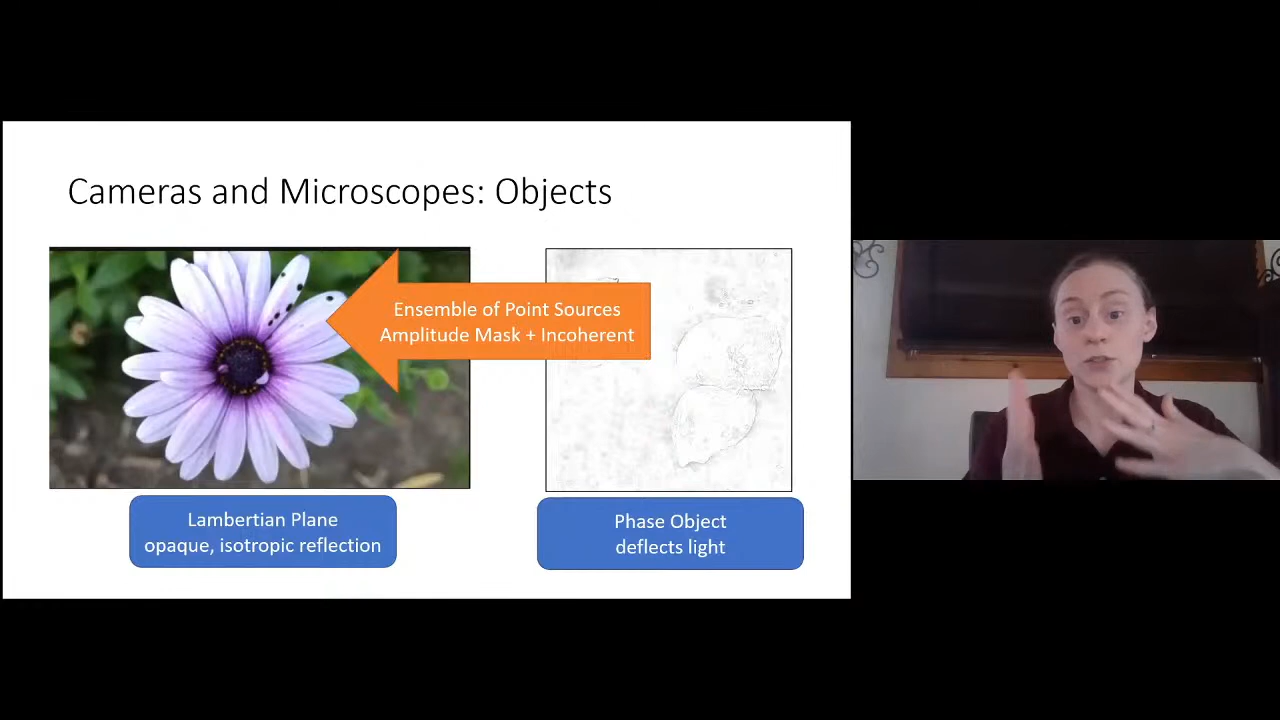 Cameras and Microscopes: Objects
Ensemble of Point Sources
Amplitude Mask + Incoherent
Lambertian Plane
opaque, isotropic reflection
Phase Object
deflects light